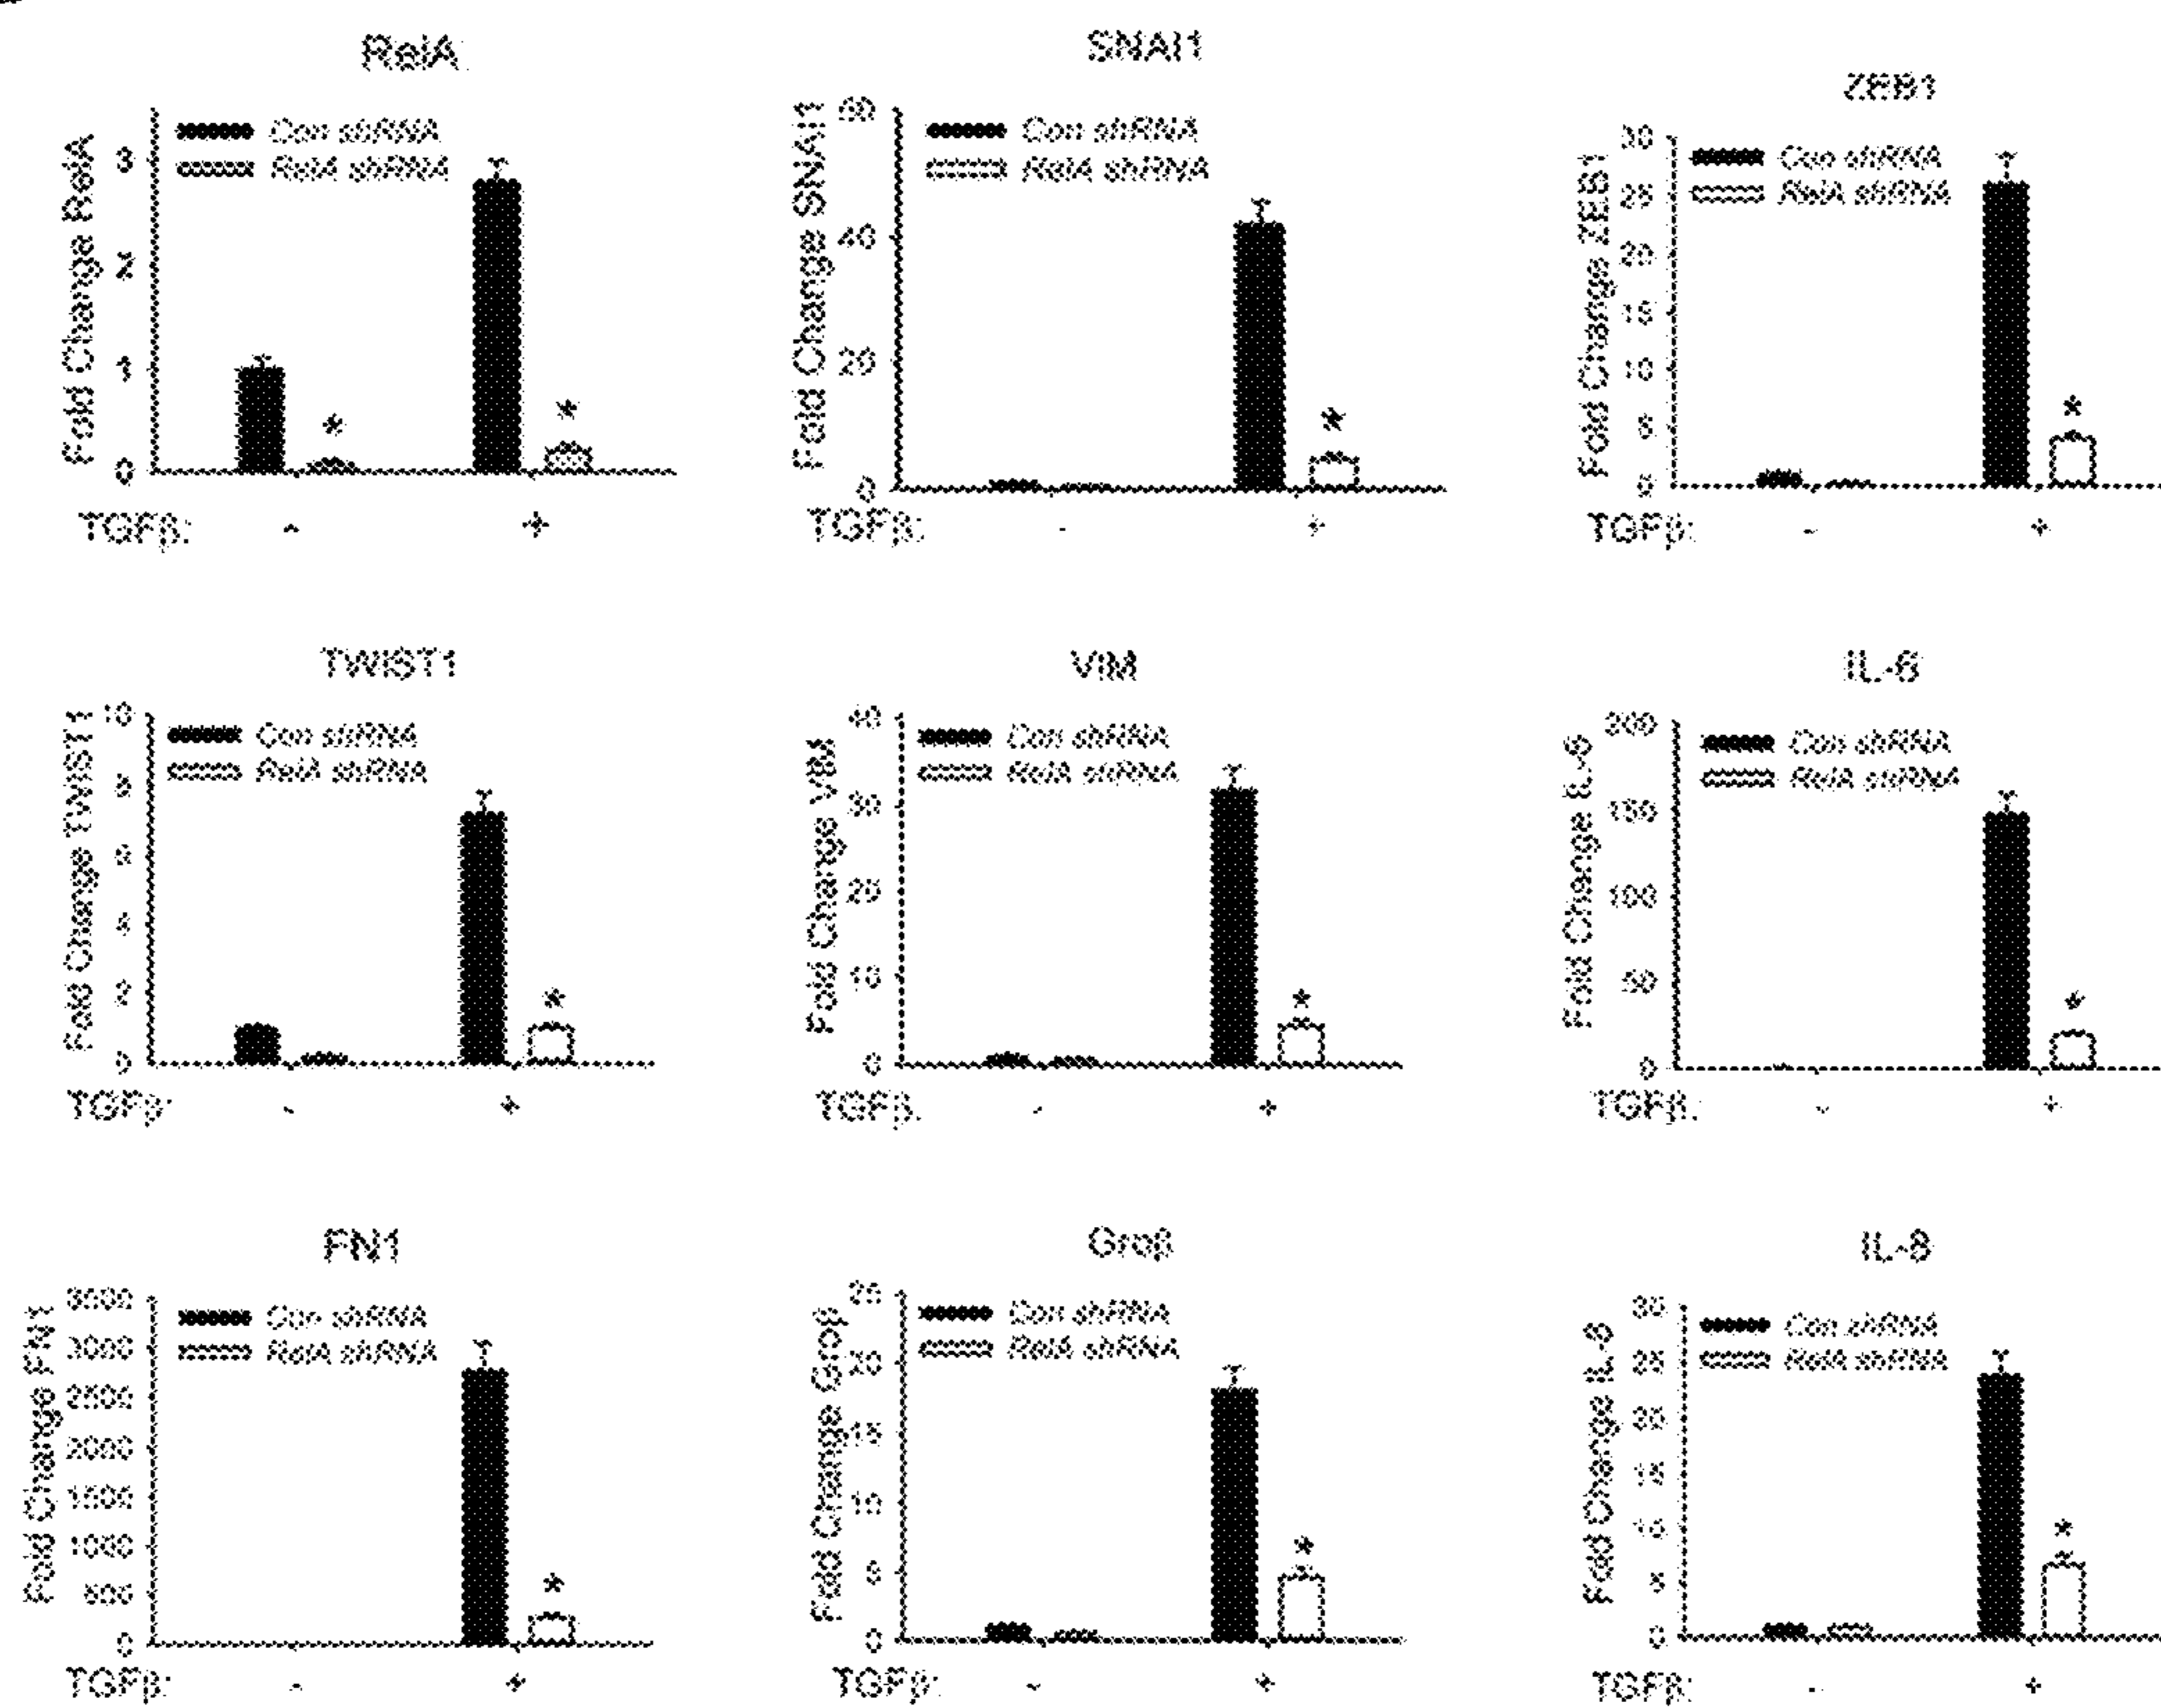 RelA
Fold Change RelA
Con shRNA
RelA shRNA
3
2
1
0
*
*
TGFβ: - +
SNAI1
Fold Change SNAI1
Con shRNA
RelA shRNA
60
40
20
0
*
TGFβ: - +
ZEB1
Fold Change ZEB1
Con shRNA
RelA shRNA
30
25
20
15
10
5
0
*
TGFβ: - +
TWIST1
Fold Change TWIST1
Con shRNA
RelA shRNA
10
8
6
4
2
0
*
TGFβ: - +
VIM
Fold Change VIM
Con shRNA
RelA shRNA
40
30
20
10
0
*
TGFβ: - +
IL-6
Fold Change IL-6
Con shRNA
RelA shRNA
200
150
100
50
0
*
TGFβ: - +
FN1
Fold Change FN1
Con shRNA
RelA shRNA
3500
3000
2500
2000
1500
1000
500
0
*
TGFβ: - +
Groβ
Fold Change Groβ
Con shRNA
RelA shRNA
25
20
15
10
5
0
*
TGFβ: - +
IL-8
Fold Change IL-8
Con shRNA
RelA shRNA
30
25
20
15
10
5
0
*
TGFβ: - +